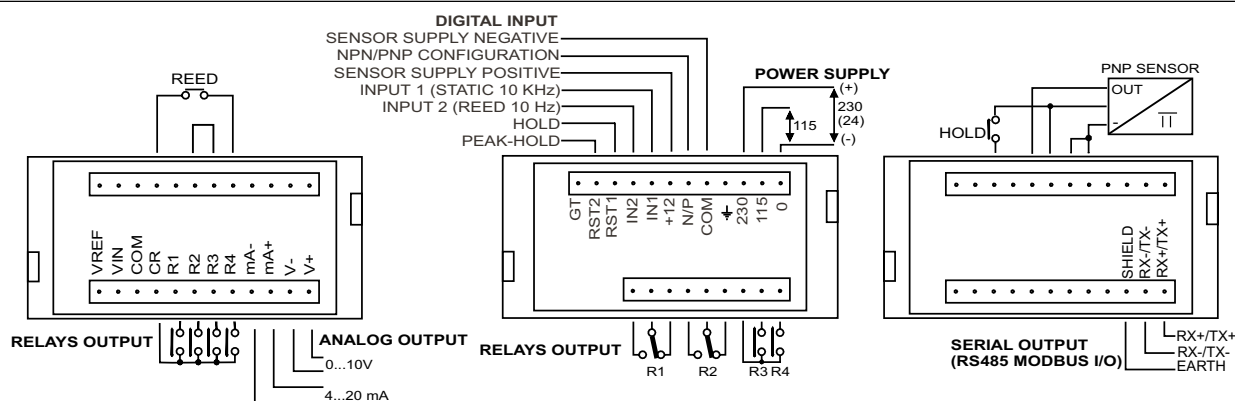 REED
VREF
VIN
COM
CR
R1
R2
R3
R4
mA-
mA+
V-
V+
RELAYS OUTPUT
ANALOG OUTPUT
0...10V
4...20 mA
DIGITAL INPUT
SENSOR SUPPLY NEGATIVE
NPN/PNP CONFIGURATION
SENSOR SUPPLY POSITIVE
INPUT 1 (STATIC 10 KHz)
INPUT 2 (REED 10 Hz)
HOLD
PEAK-HOLD
POWER SUPPLY
(+)
230
(24)
115
(-)
GT
RST2
RST1
IN2
IN1
+12
N/P
COM
230
115
0
RELAYS OUTPUT
R1
R2
R3 R4
PNP SENSOR
OUT
-
HOLD
SHIELD
RX-/TX-
RX+/TX+
SERIAL OUTPUT
(RS485 MODBUS I/O)
RX+/TX+
RX-/TX-
EARTH